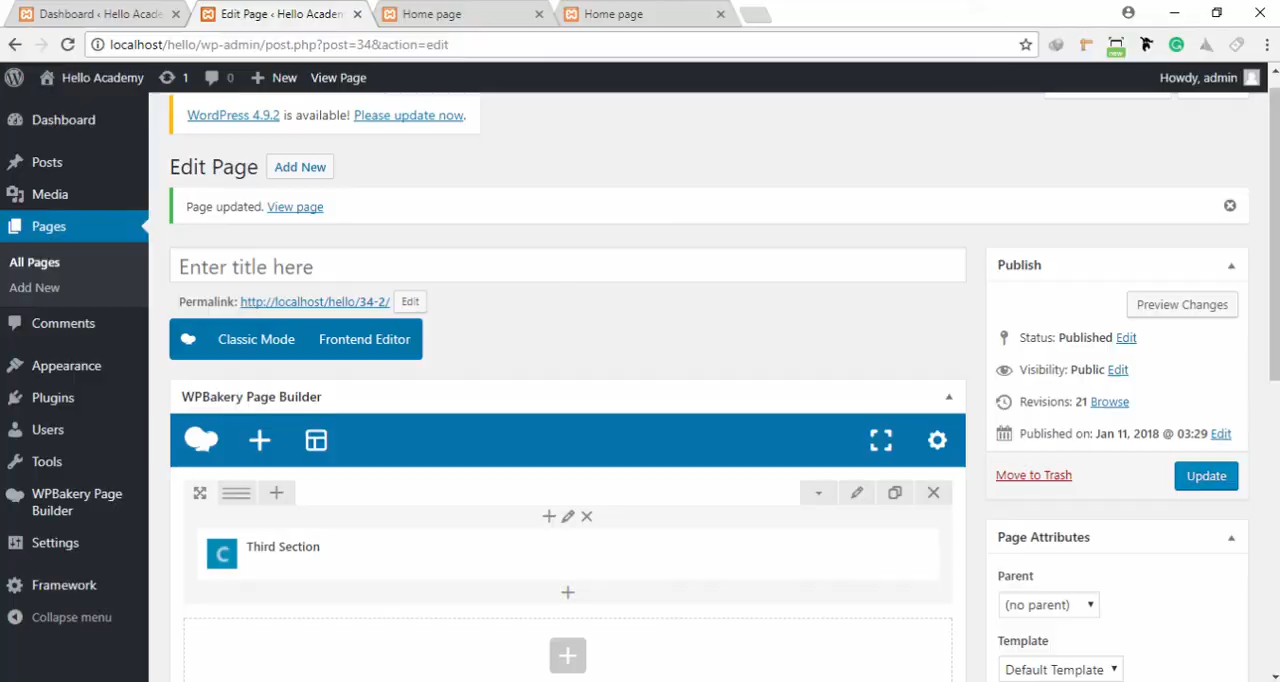 Dashboard ‹ Hello Acade
Edit Page ‹ Hello Academ
Home page
Home page
localhost/hello/wp-admin/post.php?post=34&action=edit
new
Hello Academy
1
0
New
View Page
Howdy, admin
Dashboard
Posts
Media
Pages
All Pages
Add New
Comments
Appearance
Plugins
Users
Tools
WPBakery Page
Builder
Settings
Framework
Collapse menu
WordPress 4.9.2 is available! Please update now.
Edit Page
Add New
Page updated. View page
Enter title here
Permalink: http://localhost/hello/34-2/
Edit
Classic Mode
Frontend Editor
WPBakery Page Builder
C
Third Section
Publish
Preview Changes
Status: Published Edit
Visibility: Public Edit
Revisions: 21 Browse
Published on: Jan 11, 2018 @ 03:29 Edit
Move to Trash
Update
Page Attributes
Parent
(no parent)
Template
Default Template